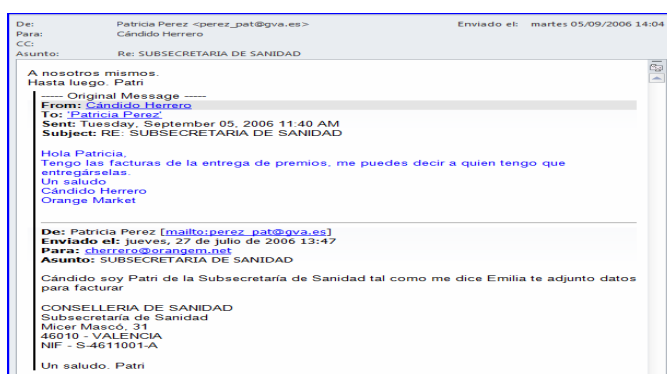 De: Patricia Perez <perez_pat@gva.es> Enviado el: martes 05/09/2006 14:04
Para: Cándido Herrero
CC:
Asunto: Re: SUBSECRETARIA DE SANIDAD
A nosotros mismos.
Hasta luego. Patri
----- Original Message -----
From: Cándido Herrero
To: 'Patricia Perez'
Sent: Tuesday, September 05, 2006 11:40 AM
Subject: RE: SUBSECRETARIA DE SANIDAD
Hola Patricia,
Tengo las facturas de la entrega de premios, me puedes decir a quien tengo que
entregárselas.
Un saludo
Cándido Herrero
Orange Market
De: Patricia Perez [mailto:perez_pat@gva.es]
Enviado el: jueves, 27 de julio de 2006 13:47
Para: cherrero@orangem.net
Asunto: SUBSECRETARIA DE SANIDAD
Cándido soy Patri de la Subsecretaría de Sanidad tal como me dice Emilia te adjunto datos
para facturar
CONSELLERIA DE SANIDAD
Subsecretaría de Sanidad
Micer Mascó, 31
46010 - VALENCIA
NIF - S-4611001-A
Un saludo. Patri